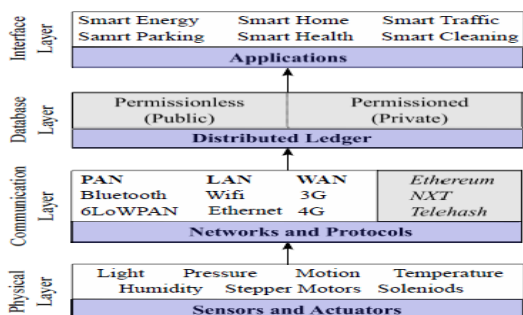 Interface
Layer
Smart Energy Smart Home Smart Traffic
Samrt Parking Smart Health Smart Cleaning
Applications
Database
Layer
Permissionless
(Public)
Permissioned
(Private)
Distributed Ledger
Communication
Layer
PAN LAN WAN
Bluetooth Wifi 3G
6LoWPAN Ethernet 4G
Ethereum
NXT
Telehash
Networks and Protocols
Physical
Layer
Light Pressure Motion Temperature
Humidity Stepper Motors Soleniods
Sensors and Actuators